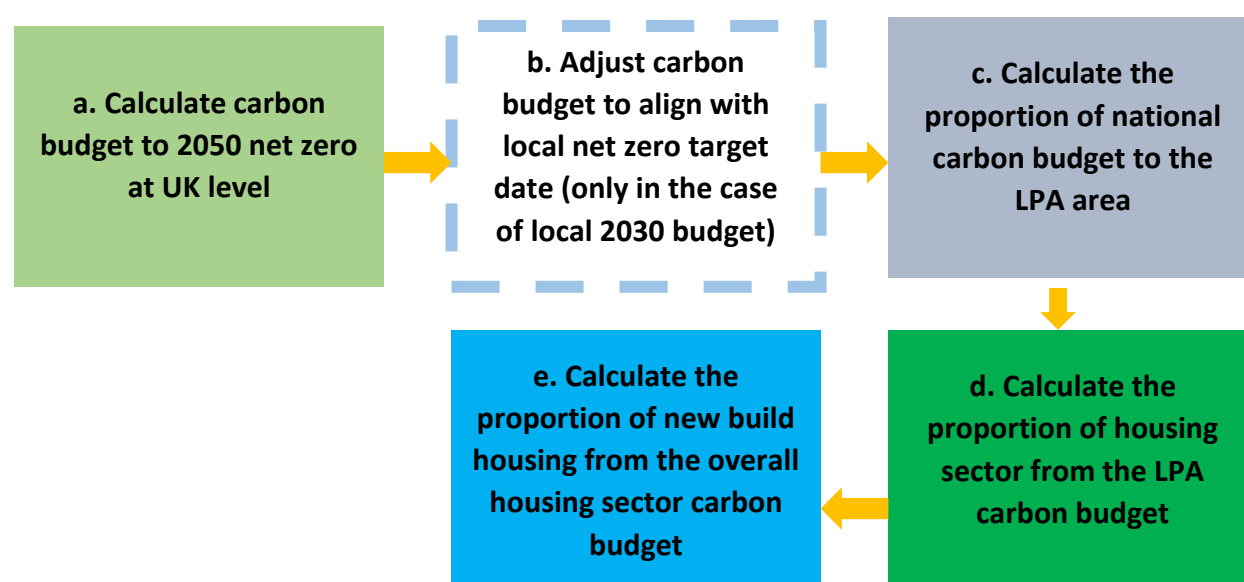 a. Calculate carbon
budget to 2050 net zero
at UK level
b. Adjust carbon
budget to align with
local net zero target
date (only in the case
of local 2030 budget)
c. Calculate the
proportion of national
carbon budget to the
LPA area
d. Calculate the
proportion of housing
sector from the LPA
carbon budget
e. Calculate the
proportion of new build
housing from the overall
housing sector carbon
budget